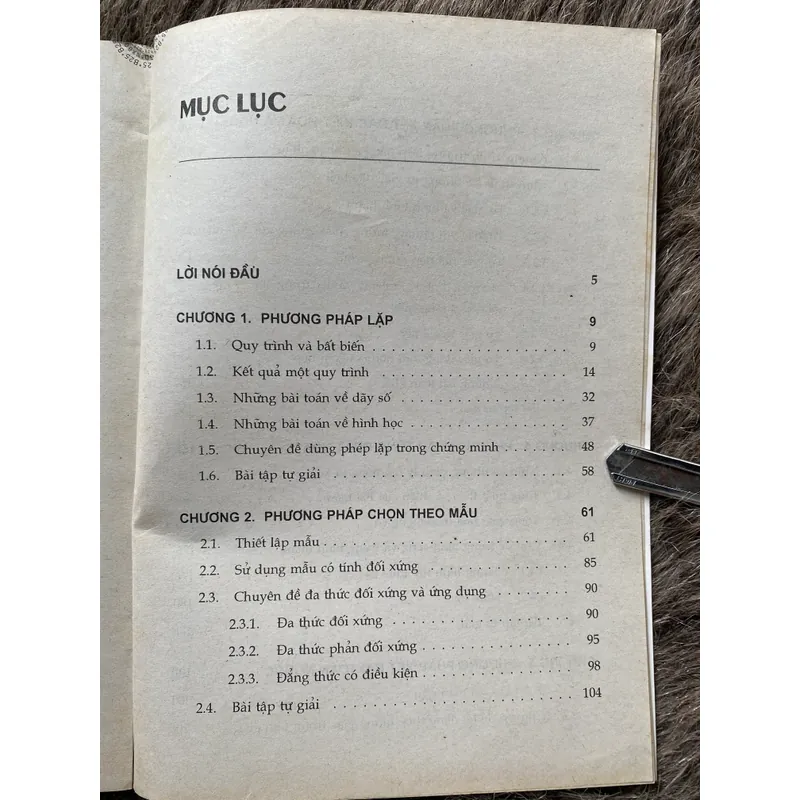 MỤC LỤC
LỜI NÓI ĐẦU 5
CHƯƠNG 1. PHƯƠNG PHÁP LẶP 9
1.1. Quy trình và bất biến . . . . . . . . . . . . . . . . . . . . 9
1.2. Kết quả một quy trình . . . . . . . . . . . . . . . . . . . . 14
1.3. Những bài toán về dãy số . . . . . . . . . . . . . . . . . . 32
1.4. Những bài toán về hình học . . . . . . . . . . . . . . . . . 37
1.5. Chuyên đề dùng phép lặp trong chứng minh . . . . . . . 48
1.6. Bài tập tự giải . . . . . . . . . . . . . . . . . . . . . . . . 58
CHƯƠNG 2. PHƯƠNG PHÁP CHỌN THEO MẪU 61
2.1. Thiết lập mẫu . . . . . . . . . . . . . . . . . . . . . . . . 61
2.2. Sử dụng mẫu có tính đối xứng . . . . . . . . . . . . . . . 85
2.3. Chuyên đề đa thức đối xứng và ứng dụng . . . . . . . . 90
2.3.1. Đa thức đối xứng . . . . . . . . . . . . . . . . . . 90
2.3.2. Đa thức phản đối xứng . . . . . . . . . . . . . . . 95
2.3.3. Đẳng thức có điều kiện . . . . . . . . . . . . . . . 98
2.4. Bài tập tự giải . . . . . . . . . . . . . . . . . . . . . . . . 104